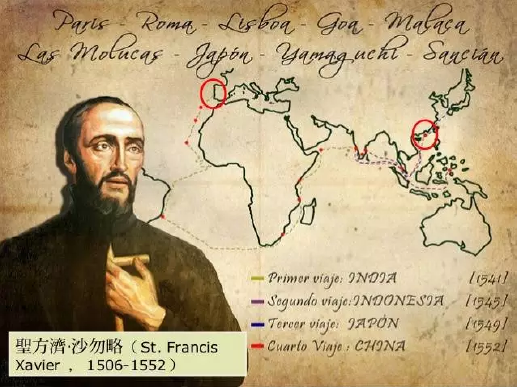 Paris - Roma - Lisboa - Goa - Malaca
Las Molucas - Japón - Yamaguchi - Sancián
Primer viaje: INDIA [1541]
Segundo viaje: INDONESIA [1545]
Tercer viaje: JAPÓN [1549]
Cuarto Viaje: CHINA [1552]
聖方濟·沙勿略（St. Francis
Xavier , 1506-1552）